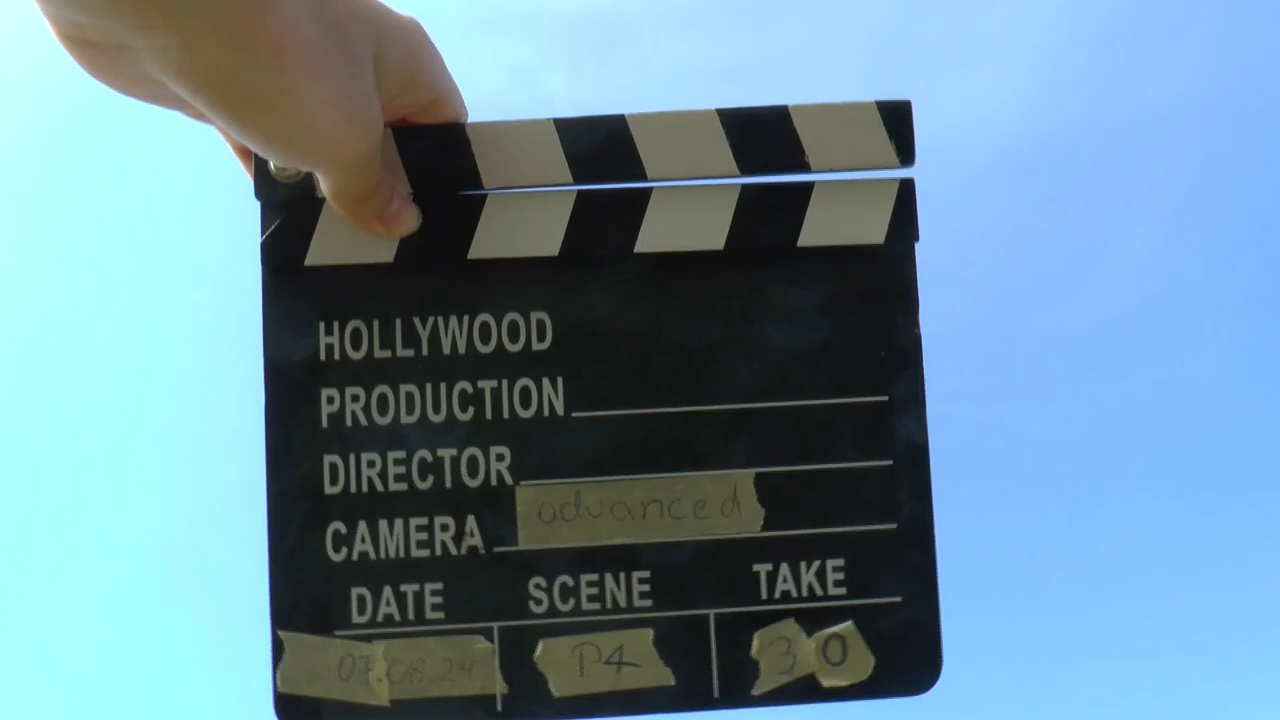 HOLLYWOOD
PRODUCTION
DIRECTOR
CAMERA advanced
DATE SCENE TAKE
07.08.24 P4 30